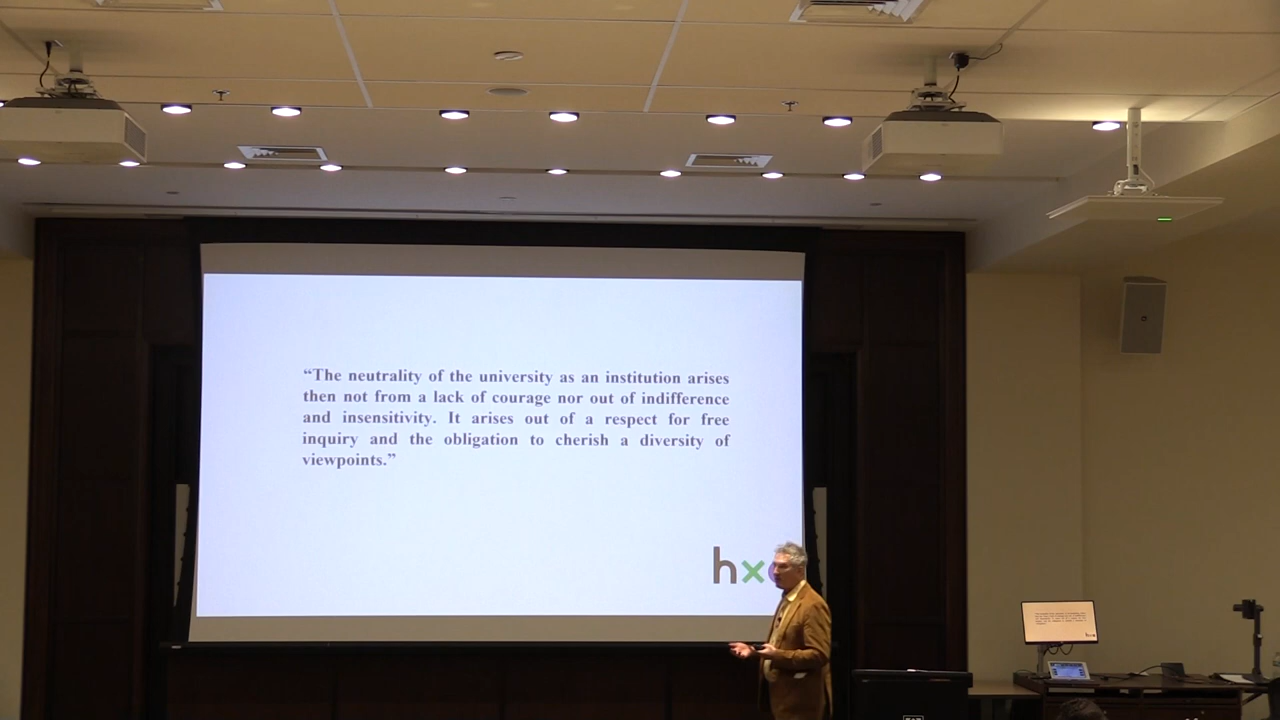 “The neutrality of the university as an institution arises
then not from a lack of courage nor out of indifference
and insensitivity. It arises out of a respect for free
inquiry and the obligation to cherish a diversity of
viewpoints.”
hx